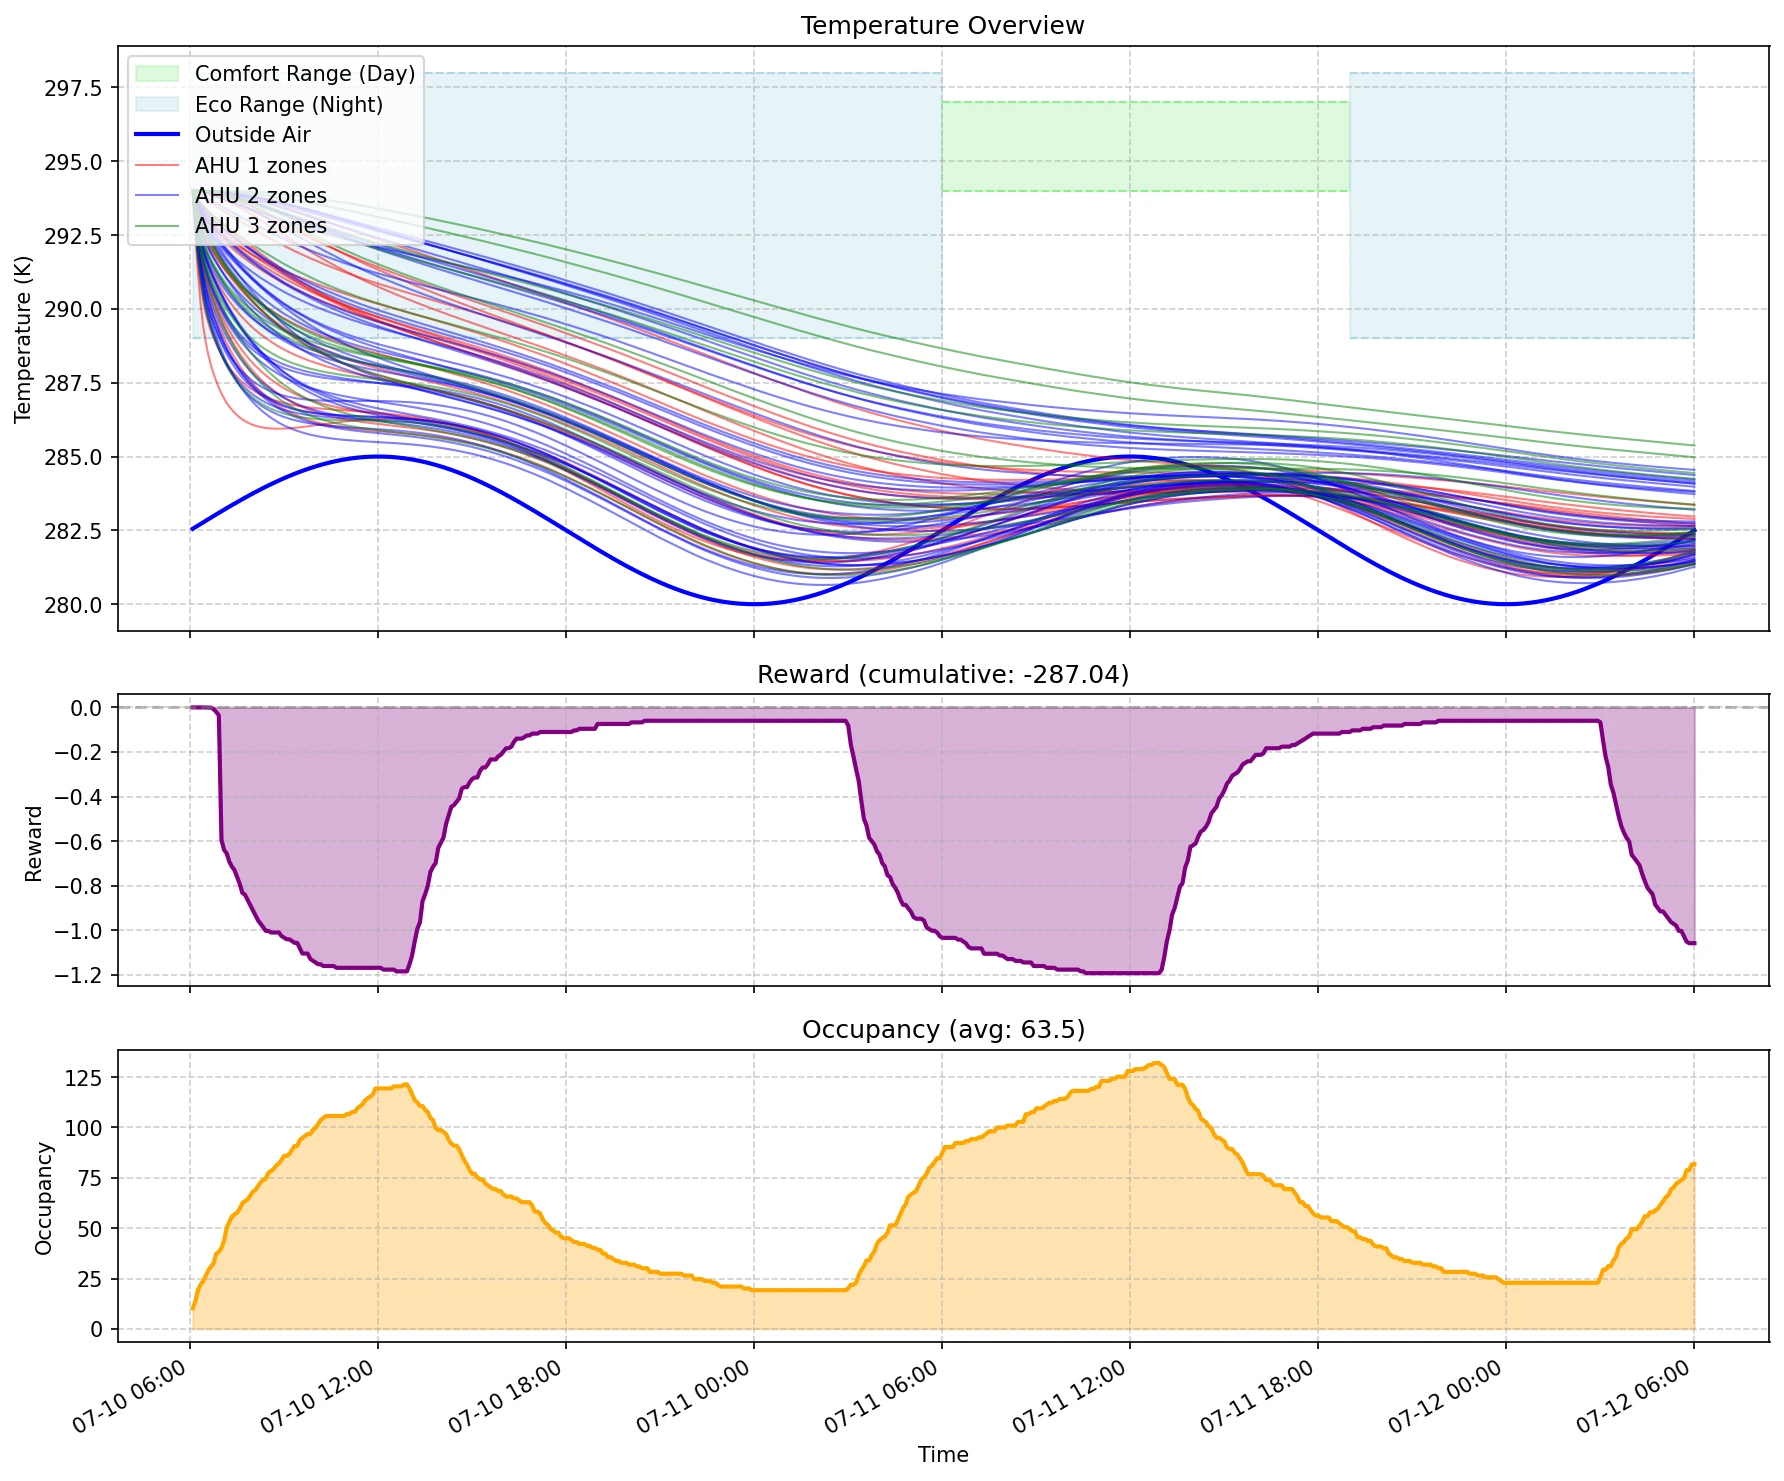 Temperature Overview
Comfort Range (Day)
Eco Range (Night)
Outside Air
AHU 1 zones
AHU 2 zones
AHU 3 zones
Temperature (K)
297.5
295.0
292.5
290.0
287.5
285.0
282.5
280.0
Reward (cumulative: -287.04)
Reward
0.0
−0.2
−0.4
−0.6
−0.8
−1.0
−1.2
Occupancy (avg: 63.5)
Occupancy
125
100
75
50
25
0
07-10 06:00
07-10 12:00
07-10 18:00
07-11 00:00
07-11 06:00
07-11 12:00
07-11 18:00
07-12 00:00
07-12 06:00
Time